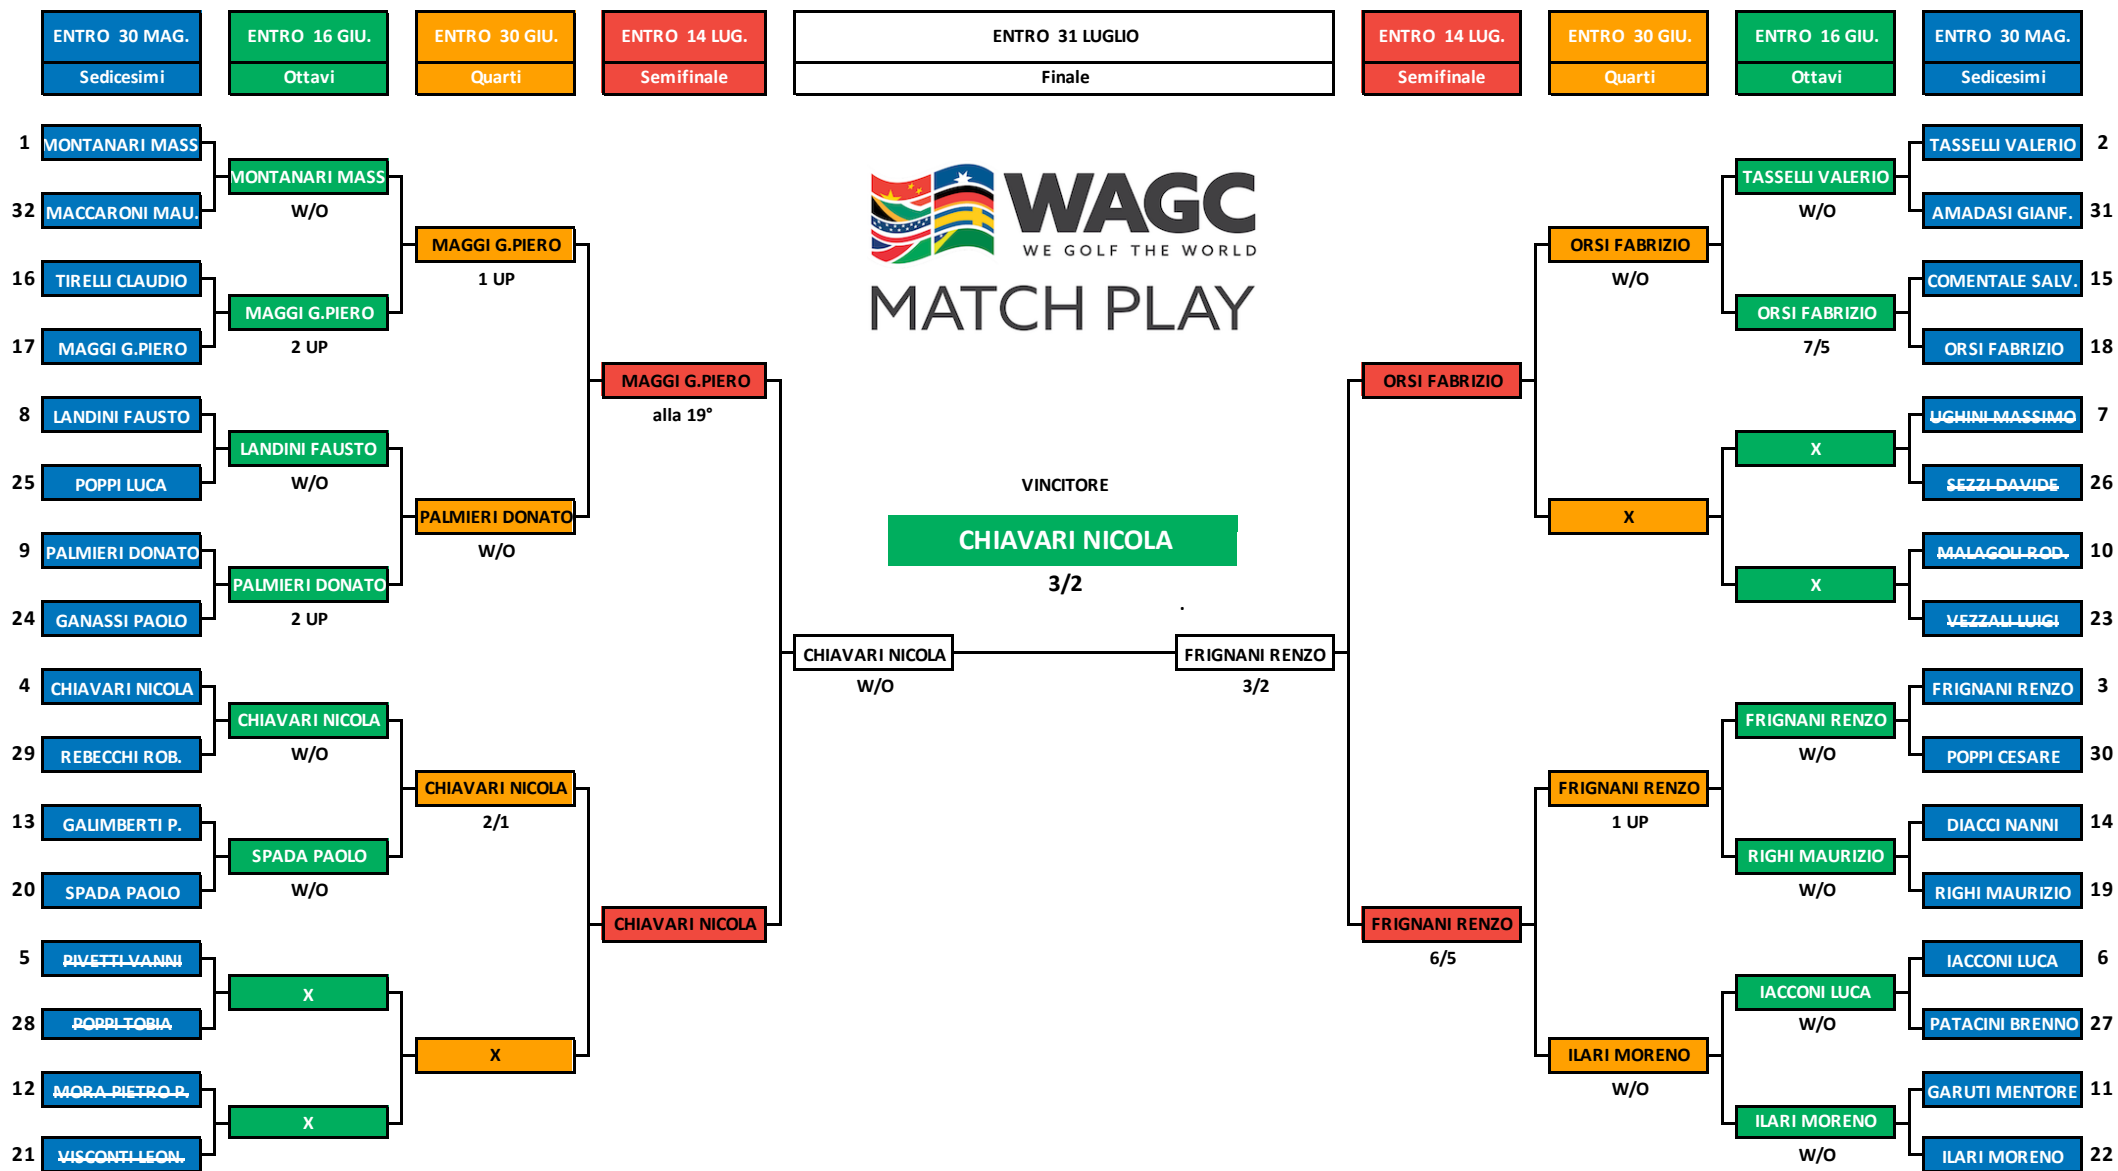 ENTRO 30 MAG.
Sedicesimi
ENTRO 16 GIU.
Ottavi
ENTRO 30 GIU.
Quarti
ENTRO 14 LUG.
Semifinale
ENTRO 31 LUGLIO
Finale
ENTRO 14 LUG.
Semifinale
ENTRO 30 GIU.
Quarti
ENTRO 16 GIU.
Ottavi
ENTRO 30 MAG.
Sedicesimi
1 MONTANARI MASS
32 MACCARONI MAU.
16 TIRELLI CLAUDIO
17 MAGGI G.PIERO
8 LANDINI FAUSTO
25 POPPI LUCA
9 PALMIERI DONATO
24 GANASSI PAOLO
4 CHIAVARI NICOLA
29 REBECCHI ROB.
13 GALIMBERTI P.
20 SPADA PAOLO
5 PIVETTI VANNI
28 POPPI TOBIA
12 MORA PIETRO P.
21 VISCONTI LEON.
MONTANARI MASS
W/O
MAGGI G.PIERO
2 UP
LANDINI FAUSTO
W/O
PALMIERI DONATO
2 UP
CHIAVARI NICOLA
W/O
SPADA PAOLO
W/O
X
X
MAGGI G.PIERO
1 UP
PALMIERI DONATO
W/O
CHIAVARI NICOLA
2/1
X
MAGGI G.PIERO
alla 19°
CHIAVARI NICOLA
WAGC
WE GOLF THE WORLD
MATCH PLAY
VINCITORE
CHIAVARI NICOLA
3/2
.
CHIAVARI NICOLA
W/O
FRIGNANI RENZO
3/2
ORSI FABRIZIO
FRIGNANI RENZO
6/5
ORSI FABRIZIO
W/O
X
FRIGNANI RENZO
1 UP
ILARI MORENO
W/O
TASSELLI VALERIO
W/O
ORSI FABRIZIO
7/5
X
X
FRIGNANI RENZO
W/O
RIGHI MAURIZIO
W/O
IACCONI LUCA
W/O
ILARI MORENO
W/O
TASSELLI VALERIO 2
AMADASI GIANF. 31
COMENTALE SALV. 15
ORSI FABRIZIO 18
UGHINI MASSIMO 7
SEZZI DAVIDE 26
MALAGOLI ROD. 10
VEZZALI LUIGI 23
FRIGNANI RENZO 3
POPPI CESARE 30
DIACCI NANNI 14
RIGHI MAURIZIO 19
IACCONI LUCA 6
PATACINI BRENNO 27
GARUTI MENTORE 11
ILARI MORENO 22